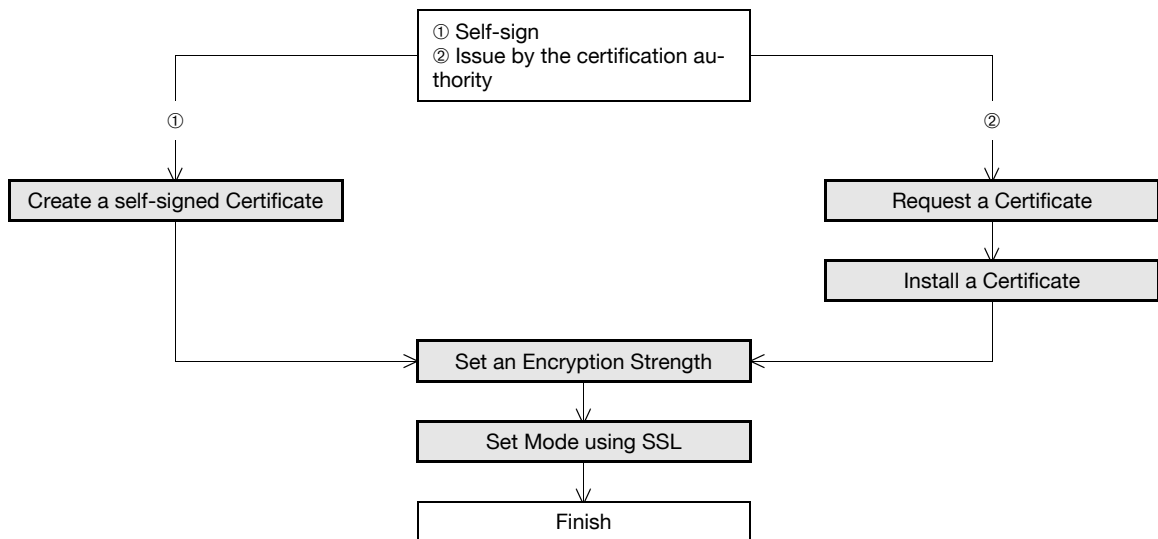 ① Self-sign
② Issue by the certification au-
thority
①
②
Create a self-signed Certificate
Request a Certificate
Install a Certificate
Set an Encryption Strength
Set Mode using SSL
Finish